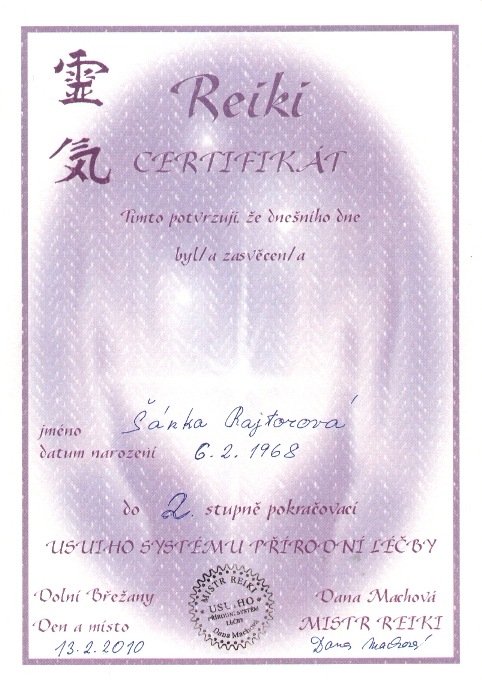 靈
気
Reiki
CERTIFIKÁT
Tímto potvrzuji, že dnešního dne
byl/a zasvěcen/a
jméno Šárka Rajtorová
datum narození 6.2.1968
do 2. stupně pokračovací
USUIHO SYSTÉMU PŘÍRODNÍ LÉČBY
MISTR REIKI
USUIHO
PŘÍRODNÍ SYSTÉM
LÉČBY
Dana Machová
Dolní Břežany Dana Machová
Den a místo MISTR REIKI
13.2.2010 Dana Machová